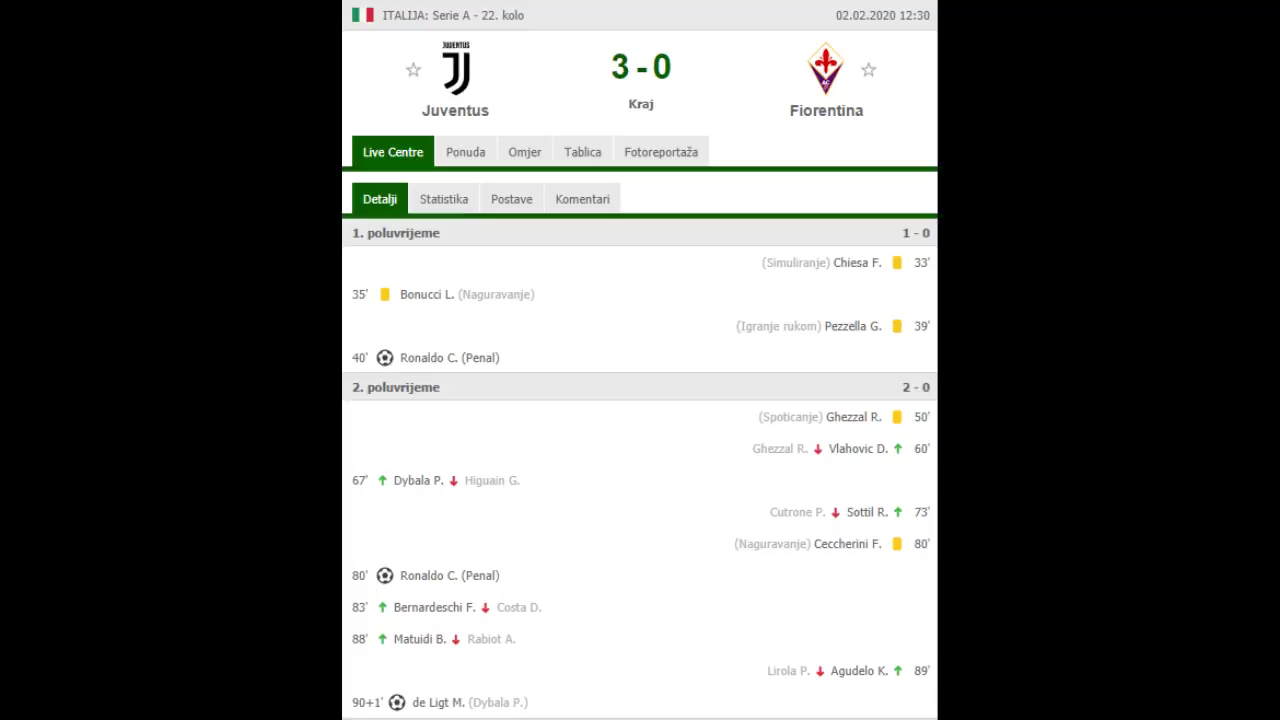 ITALIJA: Serie A - 22. kolo 02.02.2020 12:30
JUVENTUS
3 - 0
Kraj
Juventus Fiorentina
Live Centre Ponuda Omjer Tablica Fotoreportaža
Detalji Statistika Postave Komentari
1. poluvrijeme 1 - 0
(Simuliranje) Chiesa F. 33'
35' Bonucci L. (Naguravanje)
(Igranje rukom) Pezzella G. 39'
40' Ronaldo C. (Penal)
2. poluvrijeme 2 - 0
(Spoticanje) Ghezzal R. 50'
Ghezzal R. Vlahovic D. 60'
67' Dybala P. Higuain G.
Cutrone P. Sottil R. 73'
(Naguravanje) Ceccherini F. 80'
80' Ronaldo C. (Penal)
83' Bernardeschi F. Costa D.
88' Matuidi B. Rabiot A.
Lirola P. Agudelo K. 89'
90+1' de Ligt M. (Dybala P.)